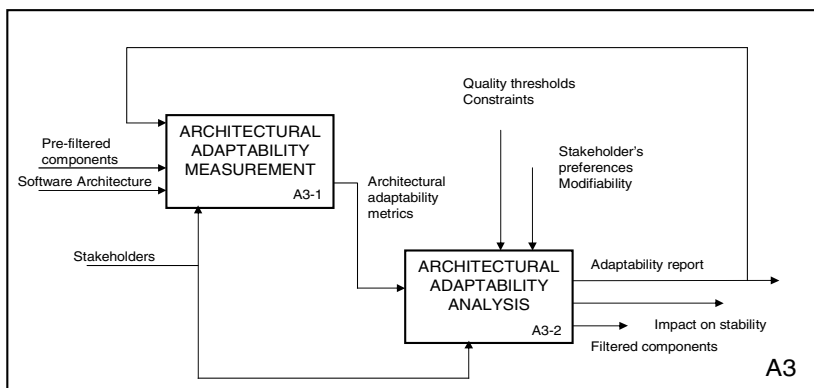 Quality thresholds
Constraints
ARCHITECTURAL
ADAPTABILITY
MEASUREMENT
A3-1
Pre-filtered
components
Software Architecture
Stakeholder's
preferences
Modifiability
Architectural
adaptability
metrics
Stakeholders
ARCHITECTURAL
ADAPTABILITY
ANALYSIS
A3-2
Adaptability report
Impact on stability
Filtered components
A3